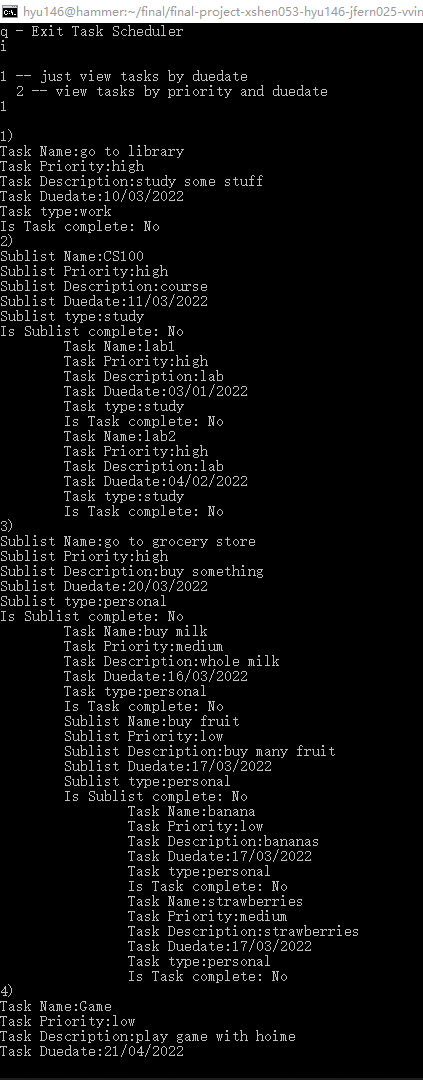 hyu146@hammer:~/final/final-project-xshen053-hyu146-jfern025-vvin
q - Exit Task Scheduler
i
1 -- just view tasks by duedate
2 -- view tasks by priority and duedate
1
1)
Task Name:go to library
Task Priority:high
Task Description:study some stuff
Task Duedate:10/03/2022
Task type:work
Is Task complete: No
2)
Sublist Name:CS100
Sublist Priority:high
Sublist Description:course
Sublist Duedate:11/03/2022
Sublist type:study
Is Sublist complete: No
Task Name:lab1
Task Priority:high
Task Description:lab
Task Duedate:03/01/2022
Task type:study
Is Task complete: No
Task Name:lab2
Task Priority:high
Task Description:lab
Task Duedate:04/02/2022
Task type:study
Is Task complete: No
3)
Sublist Name:go to grocery store
Sublist Priority:high
Sublist Description:buy something
Sublist Duedate:20/03/2022
Sublist type:personal
Is Sublist complete: No
Task Name:buy milk
Task Priority:medium
Task Description:whole milk
Task Duedate:16/03/2022
Task type:personal
Is Task complete: No
Sublist Name:buy fruit
Sublist Priority:low
Sublist Description:buy many fruit
Sublist Duedate:17/03/2022
Sublist type:personal
Is Sublist complete: No
Task Name:banana
Task Priority:low
Task Description:bananas
Task Duedate:17/03/2022
Task type:personal
Is Task complete: No
Task Name:strawberries
Task Priority:medium
Task Description:strawberries
Task Duedate:17/03/2022
Task type:personal
Is Task complete: No
4)
Task Name:Game
Task Priority:low
Task Description:play game with hoime
Task Duedate:21/04/2022